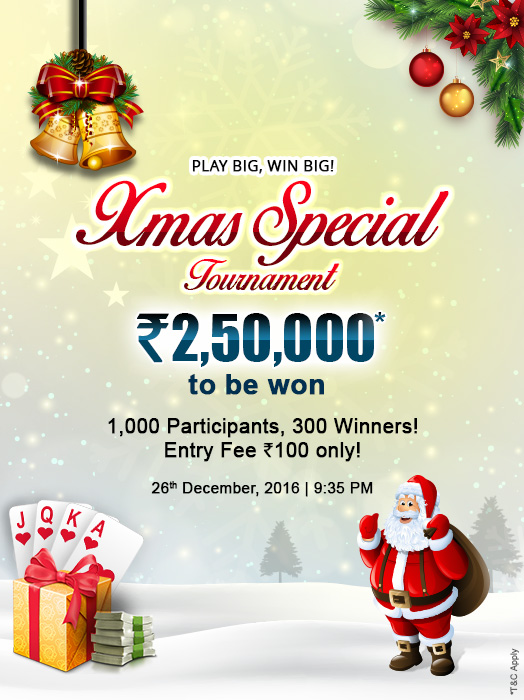 PLAY BIG, WIN BIG!
Xmas Special
Tournament
₹2,50,000*
to be won
1,000 Participants, 300 Winners!
Entry Fee ₹100 only!
26th December, 2016 | 9:35 PM
J Q K A
*T&C Apply